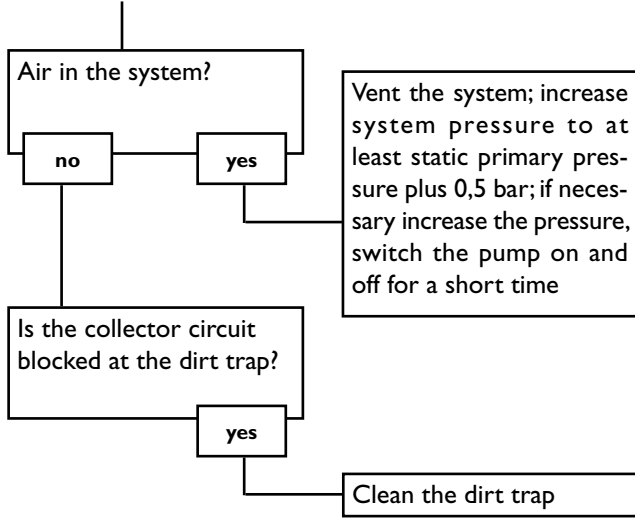 Air in the system?
no
yes
Vent the system; increase
system pressure to at
least static primary pres-
sure plus 0,5 bar; if neces-
sary increase the pressure,
switch the pump on and
off for a short time
Is the collector circuit
blocked at the dirt trap?
yes
Clean the dirt trap